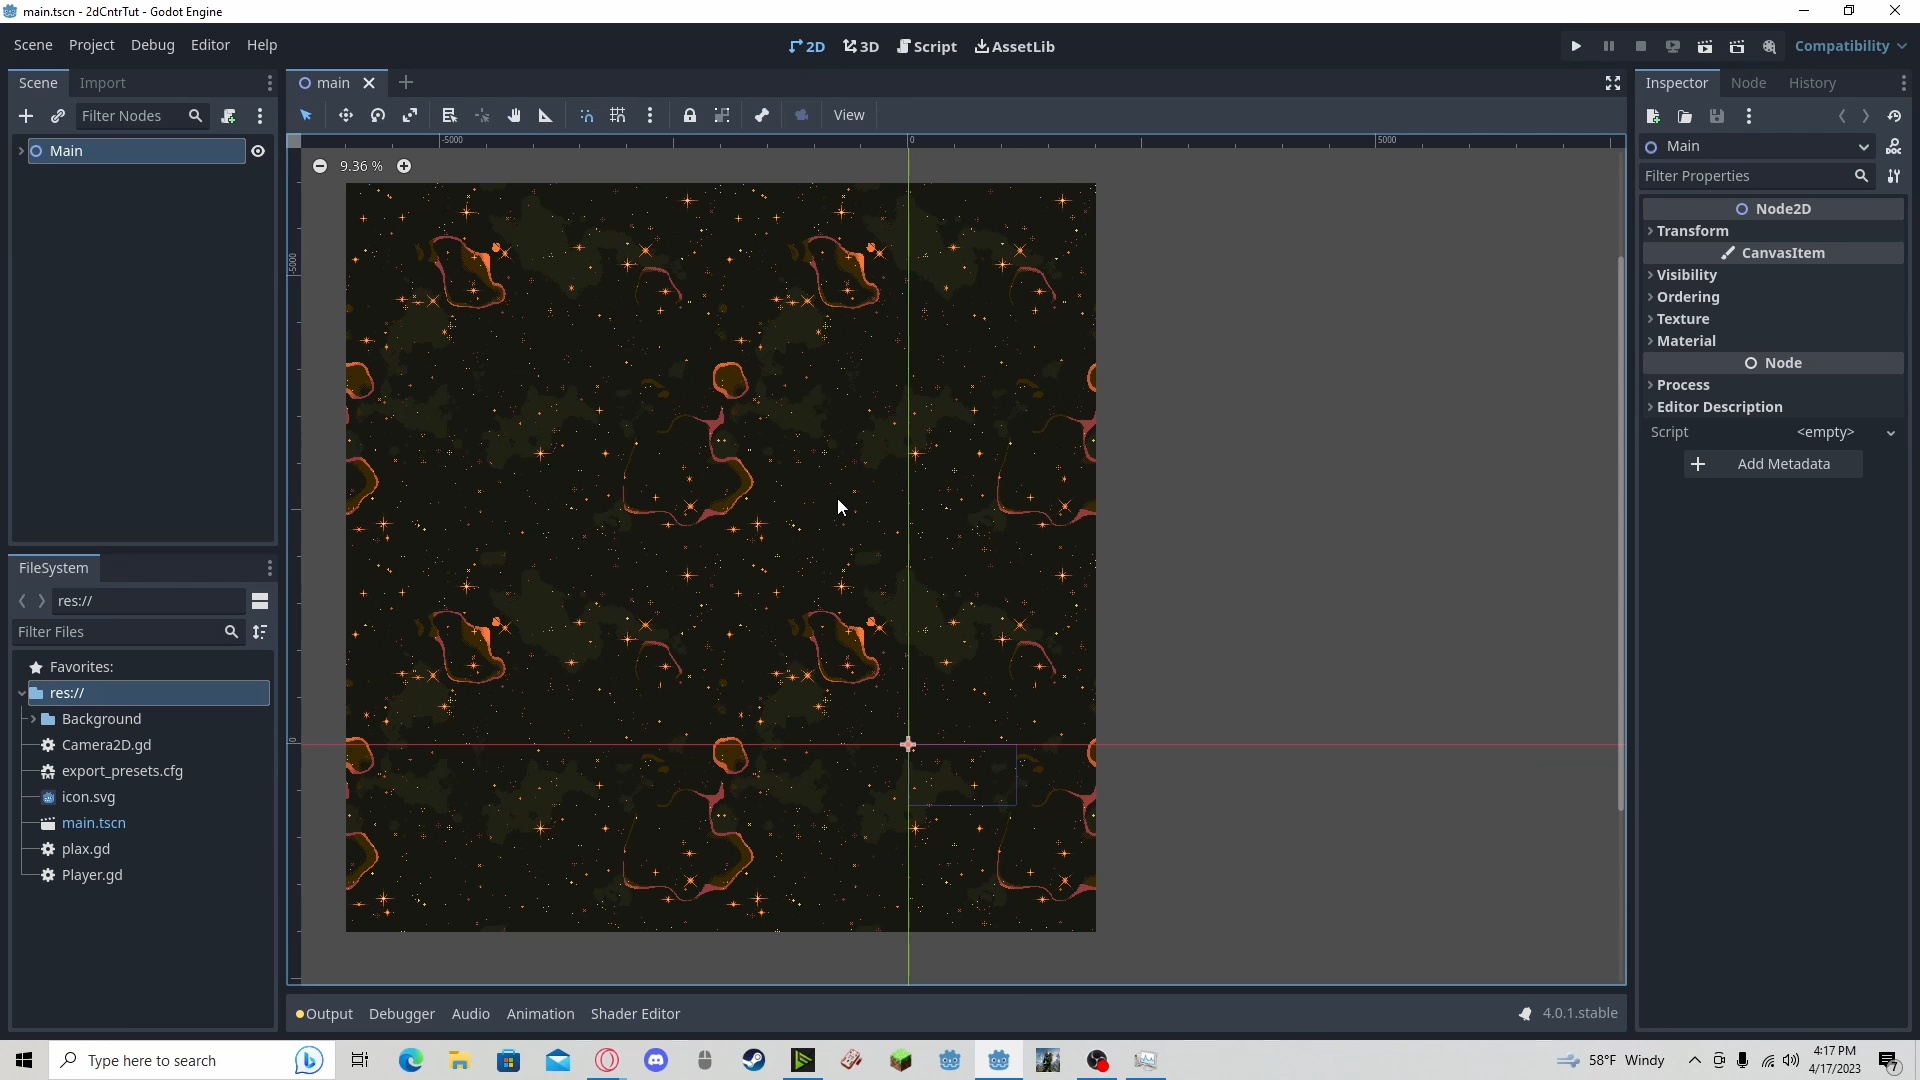 main.tscn - 2dCntrTut - Godot Engine
Scene Project Debug Editor Help
2D 3D Script AssetLib
Compatibility
Scene Import
main
Inspector Node History
Filter Nodes
View
Main
Main
-5000 0 5000
9.36 %
Filter Properties
Node2D
Transform
CanvasItem
Visibility
Ordering
Texture
Material
Node
Process
Editor Description
Script <empty>
Add Metadata
-5000
0
FileSystem
res://
Filter Files
Favorites:
res://
Background
Camera2D.gd
export_presets.cfg
icon.svg
main.tscn
plax.gd
Player.gd
Output Debugger Audio Animation Shader Editor
4.0.1.stable
Type here to search
58°F Windy
4:17 PM
4/17/2023
7